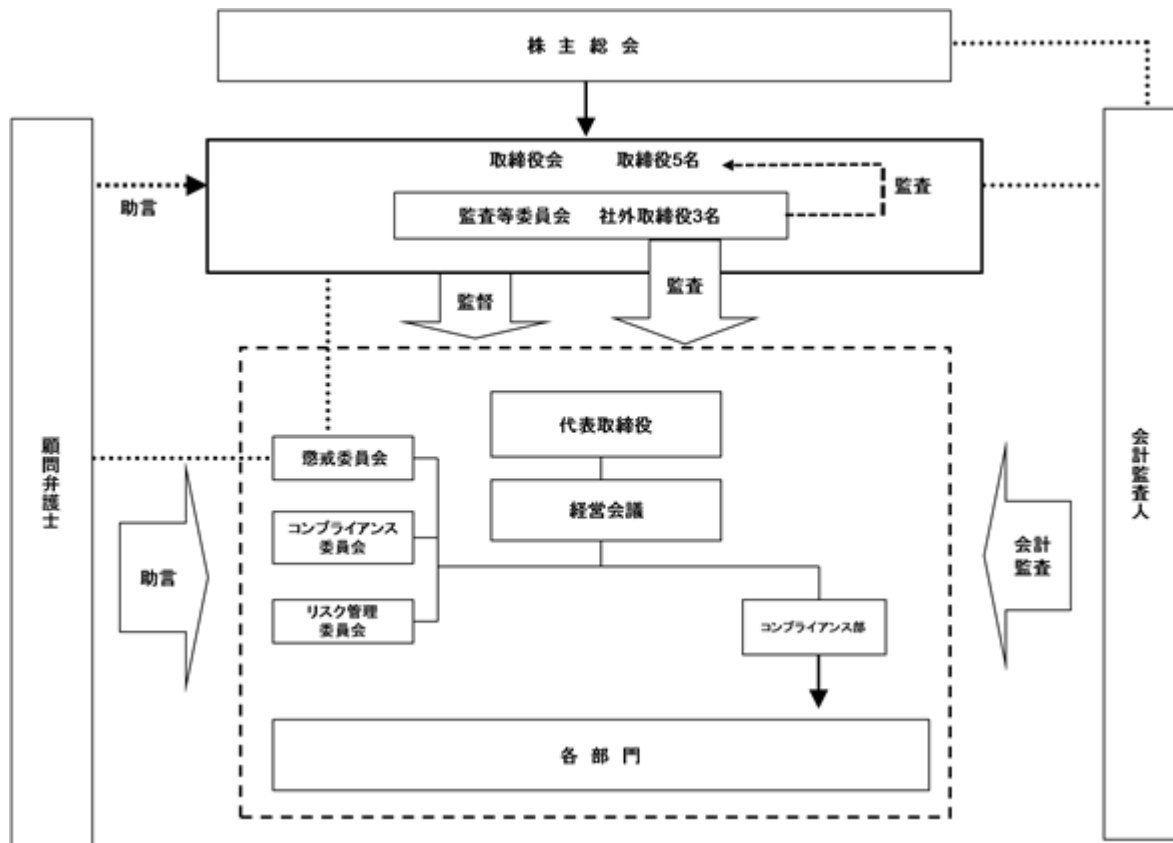 株主総会
取締役会 取締役5名
監査
助言
監査等委員会 社外取締役3名
監督
監査
代表取締役
懲戒委員会
経営会議
コンプライアンス
委員会
リスク管理
委員会
コンプライアンス部
各部門
顧問弁護士
助言
会計
監査
会計監査人